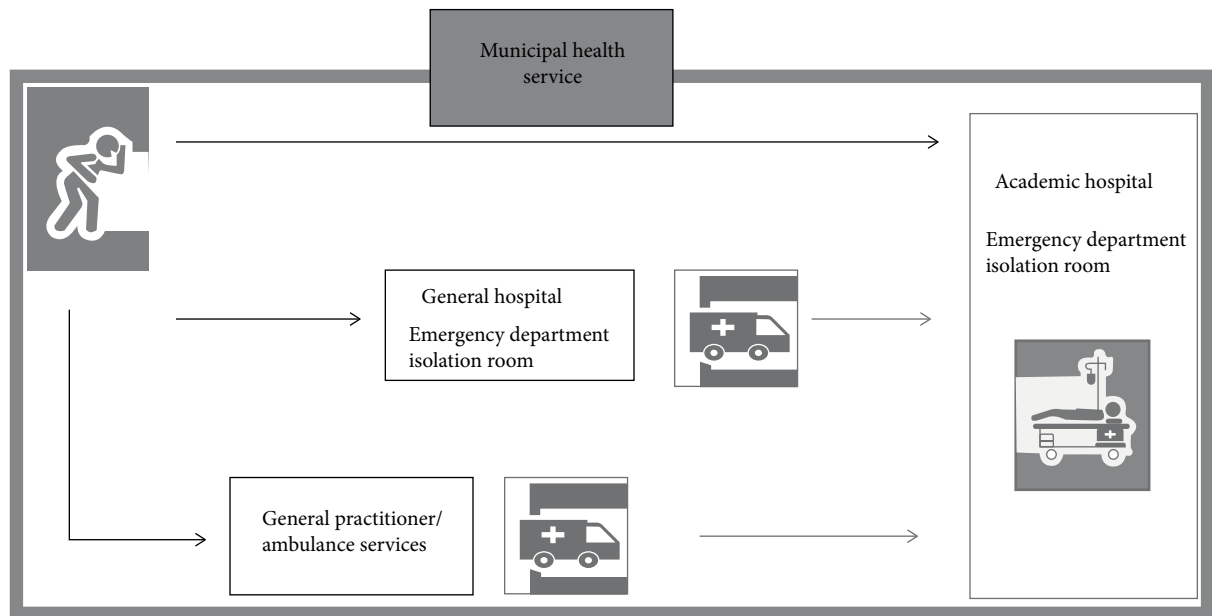 Municipal health
service
Academic hospital
Emergency department
isolation room
General hospital
Emergency department
isolation room
General practitioner/
ambulance services